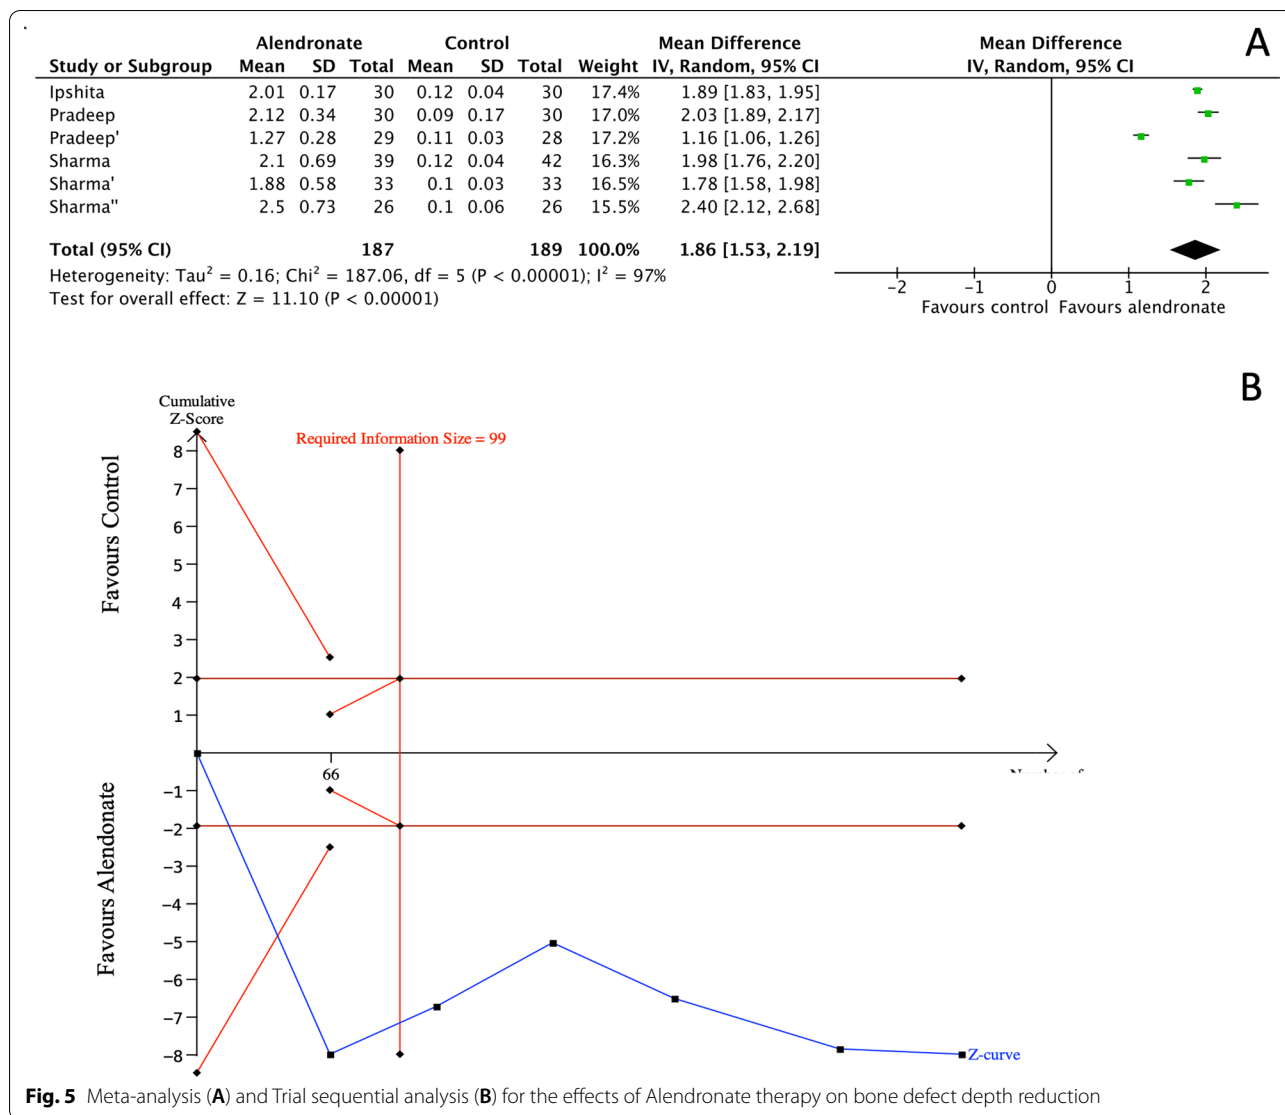 A
Alendronate Control Mean Difference Mean Difference
Study or Subgroup Mean SD Total Mean SD Total Weight IV, Random, 95% CI IV, Random, 95% CI
Ipshita 2.01 0.17 30 0.12 0.04 30 17.4% 1.89 [1.83, 1.95]
Pradeep 2.12 0.34 30 0.09 0.17 30 17.0% 2.03 [1.89, 2.17]
Pradeep' 1.27 0.28 29 0.11 0.03 28 17.2% 1.16 [1.06, 1.26]
Sharma 2.1 0.69 39 0.12 0.04 42 16.3% 1.98 [1.76, 2.20]
Sharma' 1.88 0.58 33 0.1 0.03 33 16.5% 1.78 [1.58, 1.98]
Sharma" 2.5 0.73 26 0.1 0.06 26 15.5% 2.40 [2.12, 2.68]
Total (95% CI) 187 189 100.0% 1.86 [1.53, 2.19]
Heterogeneity: Tau² = 0.16; Chi² = 187.06, df = 5 (P < 0.00001); I² = 97%
Test for overall effect: Z = 11.10 (P < 0.00001)
-2 -1 0 1 2
Favours control Favours alendronate
B
Cumulative
Z-Score
Required Information Size = 99
8
7
6
5
4
3
2
1
Favours Control
66
-1
-2
-3
-4
-5
-6
-7
-8
Favours Alendonate
Z-curve
Fig. 5 Meta-analysis (A) and Trial sequential analysis (B) for the effects of Alendronate therapy on bone defect depth reduction